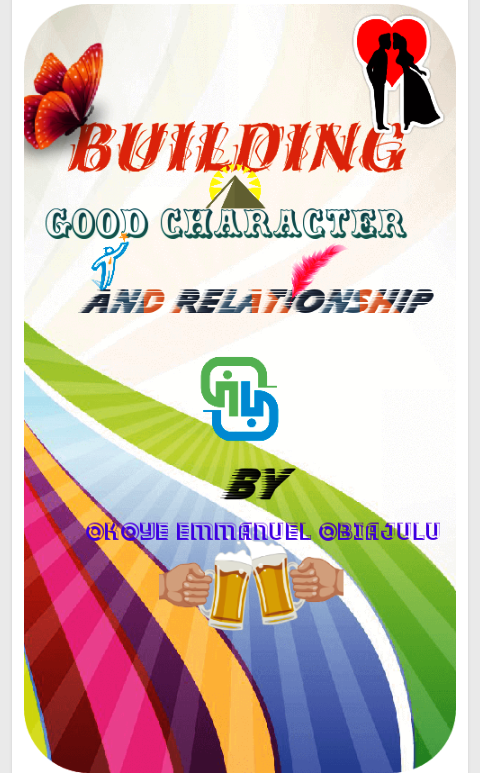 BUILDING
GOOD CHARACTER
AND RELATIONSHIP
BY
OKOYE EMMANUEL OBIAJULU